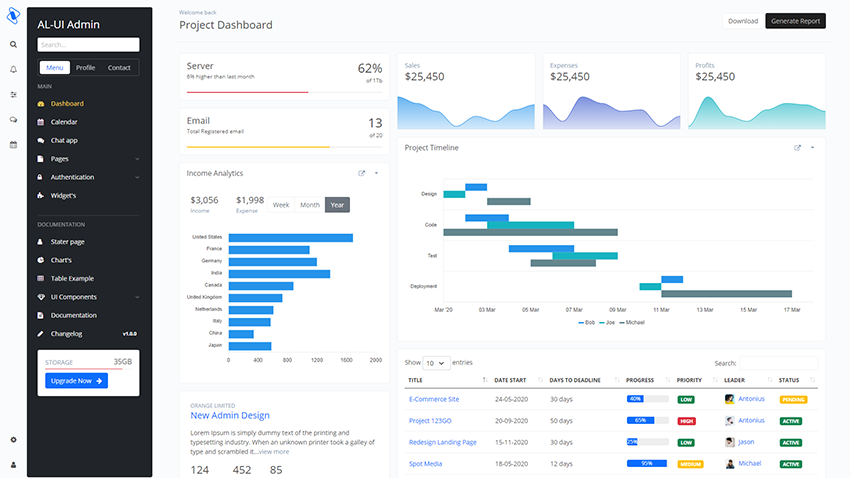 AL-UI Admin
Search...
Menu Profile Contact
MAIN
Dashboard
Calendar
Chat app
Pages
Authentication
Widget's
DOCUMENTATION
Stater page
Chart's
Table Example
UI Components
Documentation
Changelog v1.0.0
STORAGE 35GB
Upgrade Now
Welcome back
Project Dashboard
Download Generate Report
Server 62%
6% higher than last month of 1Tb
Email 13
Total Registered email of 20
Sales
$25,450
Expenses
$25,450
Profits
$25,450
Income Analytics
$3,056 $1,998 Week Month Year
Income Expense
United States
France
Germany
India
Canada
United Kingdom
Netherlands
Italy
China
Japan
0 400 800 1200 1600 2000
Project Timeline
Design
Code
Test
Deployment
Mar '20 03 Mar 05 Mar 07 Mar 09 Mar 11 Mar 13 Mar 15 Mar 17 Mar
Bob Joe Michael
ORANGE LIMITED
New Admin Design
Lorem Ipsum is simply dummy text of the printing and
typesetting industry. When an unknown printer took a galley of
type and scrambled it...view more
124 452 85
Show 10 entries Search:
TITLE DATE START DAYS TO DEADLINE PROGRESS PRIORITY LEADER STATUS
E-Commerce Site 24-05-2020 30 days 40% LOW Antonius PENDING
Project 123GO 20-09-2020 50 days 65% HIGH Antonius ACTIVE
Redesign Landing Page 15-11-2020 30 days 25% LOW Jason ACTIVE
Spot Media 18-05-2020 12 days 95% MEDIUM Michael ACTIVE